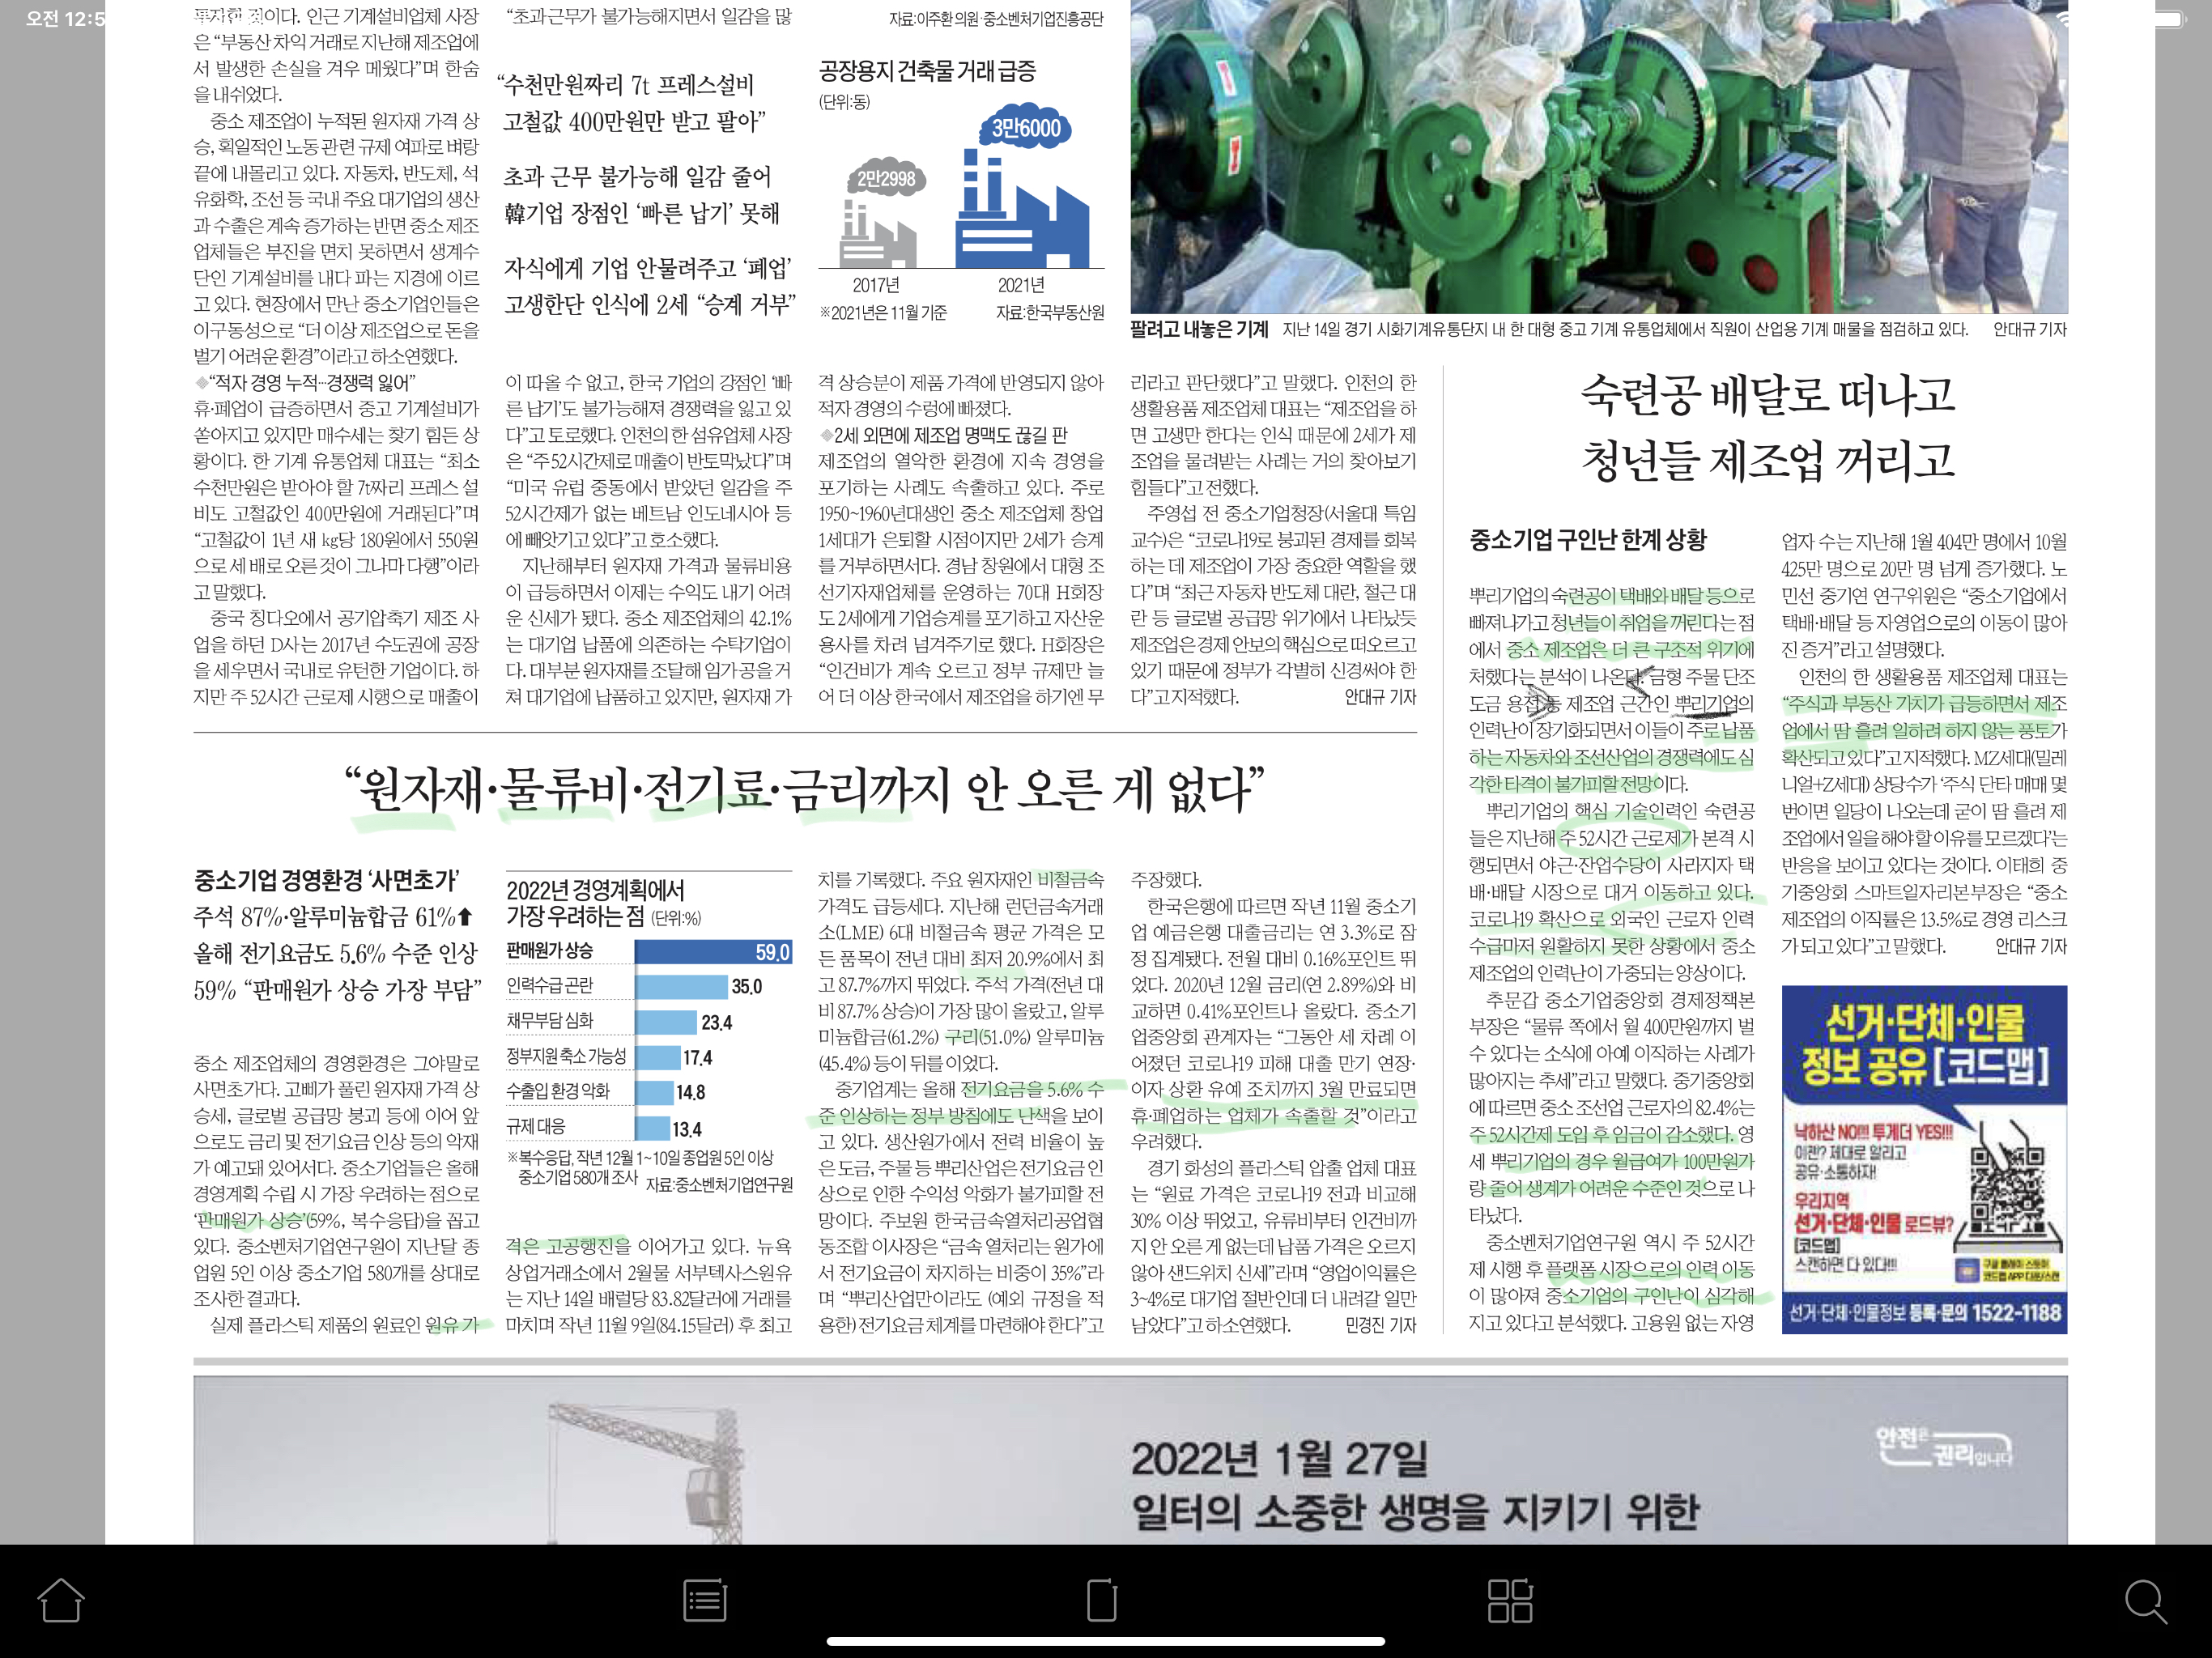 오전 12:5
이다. 인근 기계설비업체 사장
은 “부동산 차익 거래로 지난해 제조업에
서 발생한 손실을 겨우 메웠다”며 한숨
을 내쉬었다.
중소 제조업이 누적된 원자재 가격 상
승, 획일적인 노동 관련 규제 여파로 벼랑
끝에 내몰리고 있다. 자동차, 반도체, 석
유화학, 조선 등 국내 주요 대기업의 생산
과 수출은 계속 증가하는 반면 중소 제조
업체들은 부진을 면치 못하면서 생계수
단인 기계설비를 내다 파는 지경에 이르
고 있다. 현장에서 만난 중소기업인들은
이구동성으로 “더 이상 제조업으로 돈을
벌기 어려운 환경”이라고 하소연했다.
◆“적자 경영 누적…경쟁력 잃어”
휴·폐업이 급증하면서 중고 기계설비가
쏟아지고 있지만 매수세는 찾기 힘든 상
황이다. 한 기계 유통업체 대표는 “최소
수천만원은 받아야 할 7t짜리 프레스 설
비도 고철값인 400만원에 거래된다”며
“고철값이 1년 새 kg당 180원에서 550원
으로 세 배로 오른 것이 그나마 다행”이라
고 말했다.
중국 칭다오에서 공기압축기 제조 사
업을 하던 D사는 2017년 수도권에 공장
을 세우면서 국내로 유턴한 기업이다. 하
지만 주 52시간 근로제 시행으로 매출이
“초과근무가 불가능해지면서 일감을 많
“수천만원짜리 7t 프레스설비
고철값 400만원만 받고 팔아”
초과 근무 불가능해 일감 줄어
韓기업 장점인 ‘빠른 납기’ 못해
자식에게 기업 안물려주고 ‘폐업’
고생한단 인식에 2세 “승계 거부”
이 따올 수 없고, 한국 기업의 강점인 ‘빠
른 납기’도 불가능해져 경쟁력을 잃고 있
다”고 토로했다. 인천의 한 섬유업체 사장
은 “주 52시간제로 매출이 반토막났다”며
“미국 유럽 중동에서 받았던 일감을 주
52시간제가 없는 베트남 인도네시아 등
에 빼앗기고 있다”고 호소했다.
지난해부터 원자재 가격과 물류비용
이 급등하면서 이제는 수익도 내기 어려
운 신세가 됐다. 중소 제조업체의 42.1%
는 대기업 납품에 의존하는 수탁기업이
다. 대부분 원자재를 조달해 임가공을 거
쳐 대기업에 납품하고 있지만, 원자재 가
자료:이주환 의원·중소벤처기업진흥공단
공장용지 건축물 거래 급증
(단위:동)
2만2998
3만6000
2017년
2021년
※2021년은 11월 기준
자료:한국부동산원
격 상승분이 제품 가격에 반영되지 않아
적자 경영의 수렁에 빠졌다.
◆2세 외면에 제조업 명맥도 끊길 판
제조업의 열악한 환경에 지속 경영을
포기하는 사례도 속출하고 있다. 주로
1950~1960년대생인 중소 제조업체 창업
1세대가 은퇴할 시점이지만 2세가 승계
를 거부하면서다. 경남 창원에서 대형 조
선기자재업체를 운영하는 70대 H회장
도 2세에게 기업승계를 포기하고 자산운
용사를 차려 넘겨주기로 했다. H회장은
“인건비가 계속 오르고 정부 규제만 늘
어 더 이상 한국에서 제조업을 하기엔 무
팔려고 내놓은 기계 지난 14일 경기 시화기계유통단지 내 한 대형 중고 기계 유통업체에서 직원이 산업용 기계 매물을 점검하고 있다. 안대규 기자
리라고 판단했다”고 말했다. 인천의 한
생활용품 제조업체 대표는 “제조업을 하
면 고생만 한다는 인식 때문에 2세가 제
조업을 물려받는 사례는 거의 찾아보기
힘들다”고 전했다.
주영섭 전 중소기업청장(서울대 특임
교수)은 “코로나19로 붕괴된 경제를 회복
하는 데 제조업이 가장 중요한 역할을 했
다”며 “최근 자동차 반도체 대란, 철근 대
란 등 글로벌 공급망 위기에서 나타났듯
제조업은 경제 안보의 핵심으로 떠오르고
있기 때문에 정부가 각별히 신경써야 한
다”고 지적했다. 안대규 기자
숙련공 배달로 떠나고
청년들 제조업 꺼리고
중소기업 구인난 한계 상황
뿌리기업의 숙련공이 택배와 배달 등으로
빠져나가고 청년들이 취업을 꺼린다는 점
에서 중소 제조업은 더 큰 구조적 위기에
처했다는 분석이 나온다. 금형 주물 단조
도금 용접 등 제조업 근간인 뿌리기업의
인력난이 장기화되면서 이들이 주로 납품
하는 자동차와 조선산업의 경쟁력에도 심
각한 타격이 불가피할 전망이다.
뿌리기업의 핵심 기술인력인 숙련공
들은 지난해 주 52시간 근로제가 본격 시
행되면서 야근·잔업수당이 사라지자 택
배·배달 시장으로 대거 이동하고 있다.
코로나19 확산으로 외국인 근로자 인력
수급마저 원활하지 못한 상황에서 중소
제조업의 인력난이 가중되는 양상이다.
추문갑 중소기업중앙회 경제정책본
부장은 “물류 쪽에서 월 400만원까지 벌
수 있다는 소식에 아예 이직하는 사례가
많아지는 추세”라고 말했다. 중기중앙회
에 따르면 중소 조선업 근로자의 82.4%는
주 52시간제 도입 후 임금이 감소했다. 영
세 뿌리기업의 경우 월급여가 100만원가
량 줄어 생계가 어려운 수준인 것으로 나
타났다.
중소벤처기업연구원 역시 주 52시간
제 시행 후 플랫폼 시장으로의 인력 이동
이 많아져 중소기업의 구인난이 심각해
지고 있다고 분석했다. 고용원 없는 자영
업자 수는 지난해 1월 404만 명에서 10월
425만 명으로 20만 명 넘게 증가했다. 노
민선 중기연 연구위원은 “중소기업에서
택배·배달 등 자영업으로의 이동이 많아
진 증거”라고 설명했다.
인천의 한 생활용품 제조업체 대표는
“주식과 부동산 가치가 급등하면서 제조
업에서 땀 흘려 일하려 하지 않는 풍토가
확산되고 있다”고 지적했다. MZ세대(밀레
니얼+Z세대) 상당수가 ‘주식 단타 매매 몇
번이면 일당이 나오는데 굳이 땀 흘려 제
조업에서 일을 해야 할 이유를 모르겠다’는
반응을 보이고 있다는 것이다. 이태희 중
기중앙회 스마트일자리본부장은 “중소
제조업의 이직률은 13.5%로 경영 리스크
가 되고 있다”고 말했다. 안대규 기자
“원자재·물류비·전기료·금리까지 안 오른 게 없다”
중소기업 경영환경 ‘사면초가’
주석 87%·알루미늄합금 61%⬆
올해 전기요금도 5.6% 수준 인상
59% “판매원가 상승 가장 부담”
중소 제조업체의 경영환경은 그야말로
사면초가다. 고삐가 풀린 원자재 가격 상
승세, 글로벌 공급망 붕괴 등에 이어 앞
으로도 금리 및 전기요금 인상 등의 악재
가 예고돼 있어서다. 중소기업들은 올해
경영계획 수립 시 가장 우려하는 점으로
‘판매원가 상승’(59%, 복수응답)을 꼽고
있다. 중소벤처기업연구원이 지난달 종
업원 5인 이상 중소기업 580개를 상대로
조사한 결과다.
실제 플라스틱 제품의 원료인 원유 가
2022년 경영계획에서
가장 우려하는 점 (단위:%)
판매원가 상승 59.0
인력수급 곤란 35.0
채무부담 심화 23.4
정부지원 축소 가능성 17.4
수출입 환경 악화 14.8
규제 대응 13.4
※복수응답, 작년 12월 1~10일 종업원 5인 이상
중소기업 580개 조사 자료:중소벤처기업연구원
격은 고공행진을 이어가고 있다. 뉴욕
상업거래소에서 2월물 서부텍사스원유
는 지난 14일 배럴당 83.82달러에 거래를
마치며 작년 11월 9일(84.15달러) 후 최고
치를 기록했다. 주요 원자재인 비철금속
가격도 급등세다. 지난해 런던금속거래
소(LME) 6대 비철금속 평균 가격은 모
든 품목이 전년 대비 최저 20.9%에서 최
고 87.7%까지 뛰었다. 주석 가격(전년 대
비 87.7% 상승)이 가장 많이 올랐고, 알루
미늄합금(61.2%) 구리(51.0%) 알루미늄
(45.4%) 등이 뒤를 이었다.
중기업계는 올해 전기요금을 5.6% 수
준 인상하는 정부 방침에도 난색을 보이
고 있다. 생산원가에서 전력 비율이 높
은 도금, 주물 등 뿌리산업은 전기요금 인
상으로 인한 수익성 악화가 불가피할 전
망이다. 주보원 한국금속열처리공업협
동조합 이사장은 “금속 열처리는 원가에
서 전기요금이 차지하는 비중이 35%”라
며 “뿌리산업만이라도 (예외 규정을 적
용한) 전기요금 체계를 마련해야 한다”고
주장했다.
한국은행에 따르면 작년 11월 중소기
업 예금은행 대출금리는 연 3.3%로 잠
정 집계됐다. 전월 대비 0.16%포인트 뛰
었다. 2020년 12월 금리(연 2.89%)와 비
교하면 0.41%포인트나 올랐다. 중소기
업중앙회 관계자는 “그동안 세 차례 이
어졌던 코로나19 피해 대출 만기 연장·
이자 상환 유예 조치까지 3월 만료되면
휴·폐업하는 업체가 속출할 것”이라고
우려했다.
경기 화성의 플라스틱 압출 업체 대표
는 “원료 가격은 코로나19 전과 비교해
30% 이상 뛰었고, 유류비부터 인건비까
지 안 오른 게 없는데 납품 가격은 오르지
않아 샌드위치 신세”라며 “영업이익률은
3~4%로 대기업 절반인데 더 내려갈 일만
남았다”고 하소연했다. 민경진 기자
선거·단체·인물
정보 공유 [코드맵]
낙하산 NO!!! 투게더 YES!!!
이런? 제대로 알리고
공유·소통하자!
우리지역
선거·단체·인물 로드뷰?
[코드맵]
스캔하면 다 있다!!!
구글 플레이 스토어
코드맵 APP 다운/스캔
선거·단체·인물정보 등록·문의 1522-1188
안전은
권리입니다
2022년 1월 27일
일터의 소중한 생명을 지키기 위한